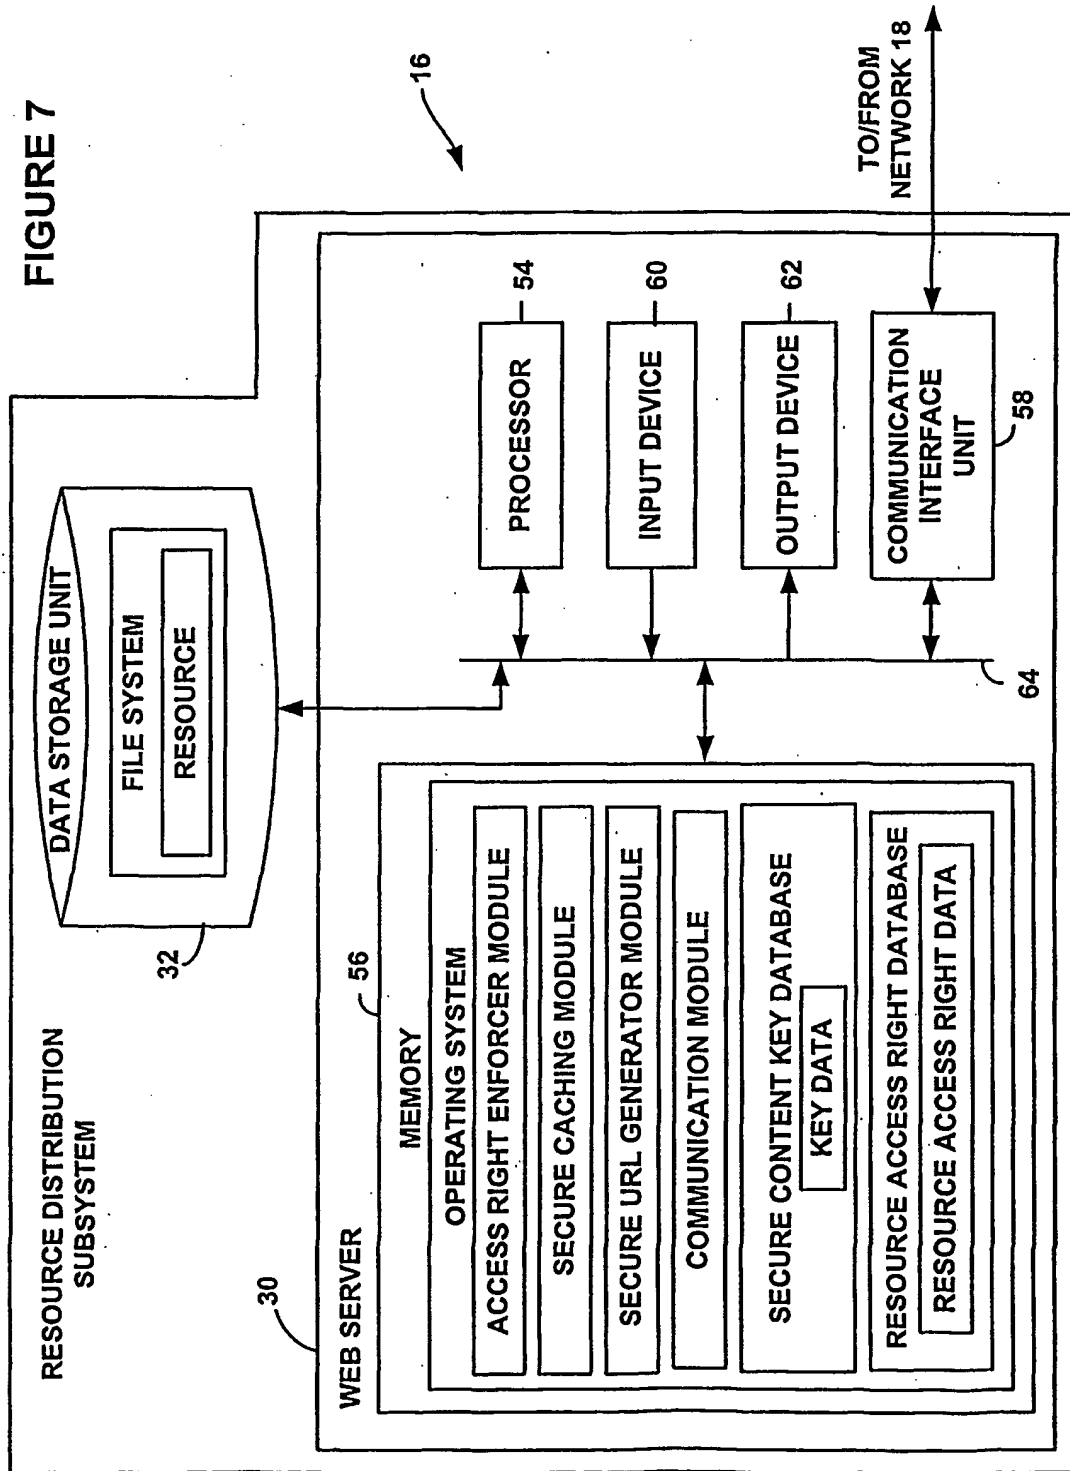 FIGURE 7
RESOURCE DISTRIBUTION
SUBSYSTEM
DATA STORAGE UNIT
FILE SYSTEM
RESOURCE
32
16
30
WEB SERVER
56
MEMORY
OPERATING SYSTEM
ACCESS RIGHT ENFORCER MODULE
SECURE CACHING MODULE
SECURE URL GENERATOR MODULE
COMMUNICATION MODULE
SECURE CONTENT KEY DATABASE
KEY DATA
RESOURCE ACCESS RIGHT DATABASE
RESOURCE ACCESS RIGHT DATA
PROCESSOR
54
INPUT DEVICE
60
OUTPUT DEVICE
62
COMMUNICATION
INTERFACE
UNIT
58
64
TO/FROM
NETWORK 18